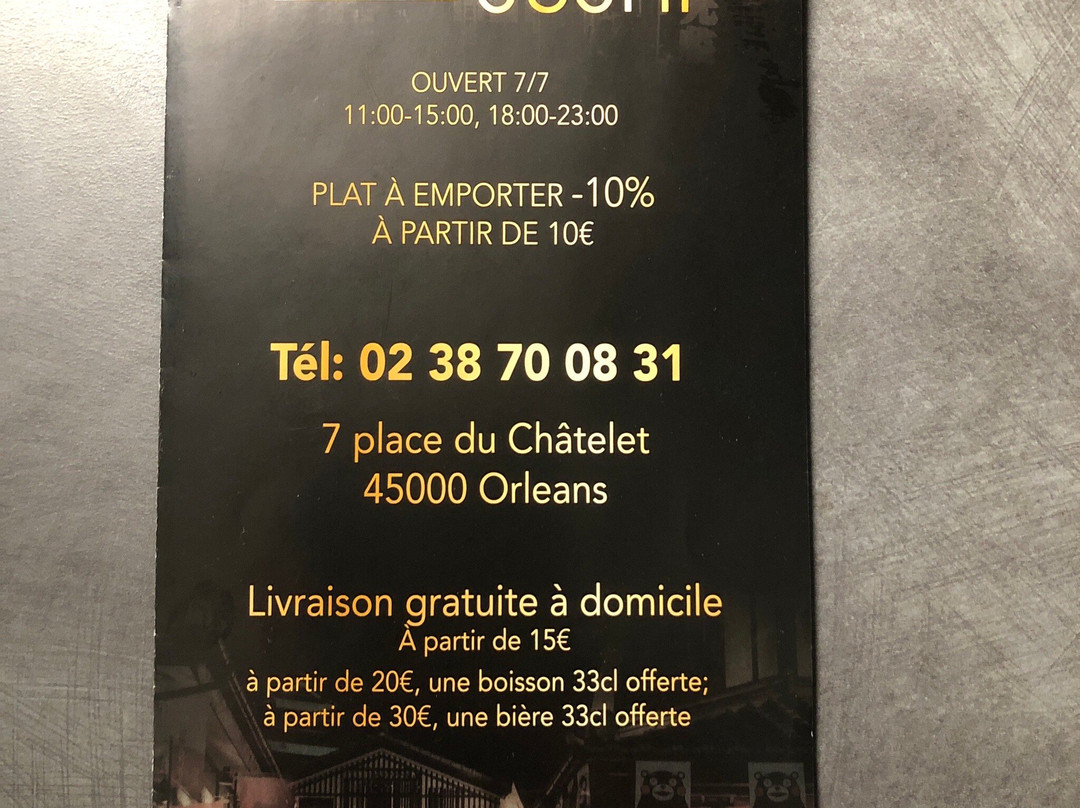 OUVERT 7/7
11:00-15:00, 18:00-23:00
PLAT À EMPORTER -10%
À PARTIR DE 10€
Tél: 02 38 70 08 31
7 place du Châtelet
45000 Orleans
Livraison gratuite à domicile
À partir de 15€
à partir de 20€, une boisson 33cl offerte;
à partir de 30€, une bière 33cl offerte